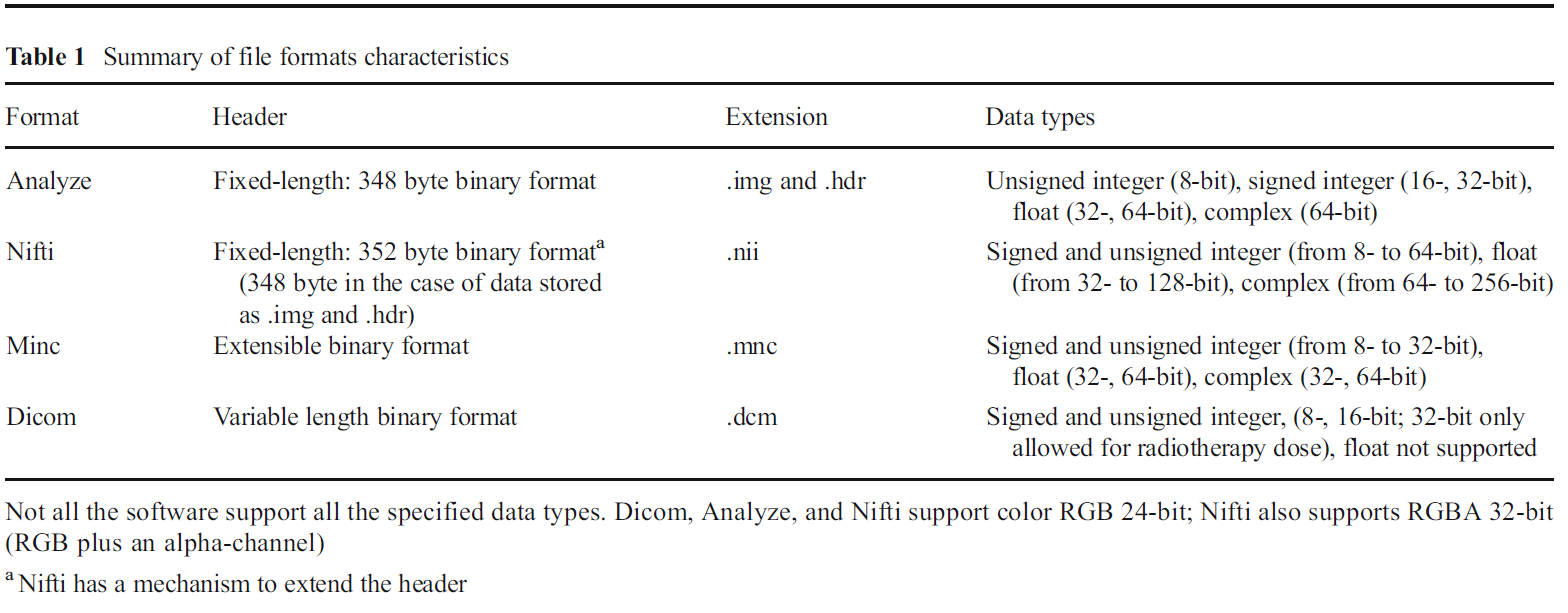 Table 1 Summary of file formats characteristics
Format Header Extension Data types
Analyze Fixed-length: 348 byte binary format .img and .hdr Unsigned integer (8-bit), signed integer (16-, 32-bit),
float (32-, 64-bit), complex (64-bit)
Nifti Fixed-length: 352 byte binary formatᵃ .nii Signed and unsigned integer (from 8- to 64-bit), float
(348 byte in the case of data stored (from 32- to 128-bit), complex (from 64- to 256-bit)
as .img and .hdr)
Minc Extensible binary format .mnc Signed and unsigned integer (from 8- to 32-bit),
float (32-, 64-bit), complex (32-, 64-bit)
Dicom Variable length binary format .dcm Signed and unsigned integer, (8-, 16-bit; 32-bit only
allowed for radiotherapy dose), float not supported
Not all the software support all the specified data types. Dicom, Analyze, and Nifti support color RGB 24-bit; Nifti also supports RGBA 32-bit
(RGB plus an alpha-channel)
ᵃ Nifti has a mechanism to extend the header